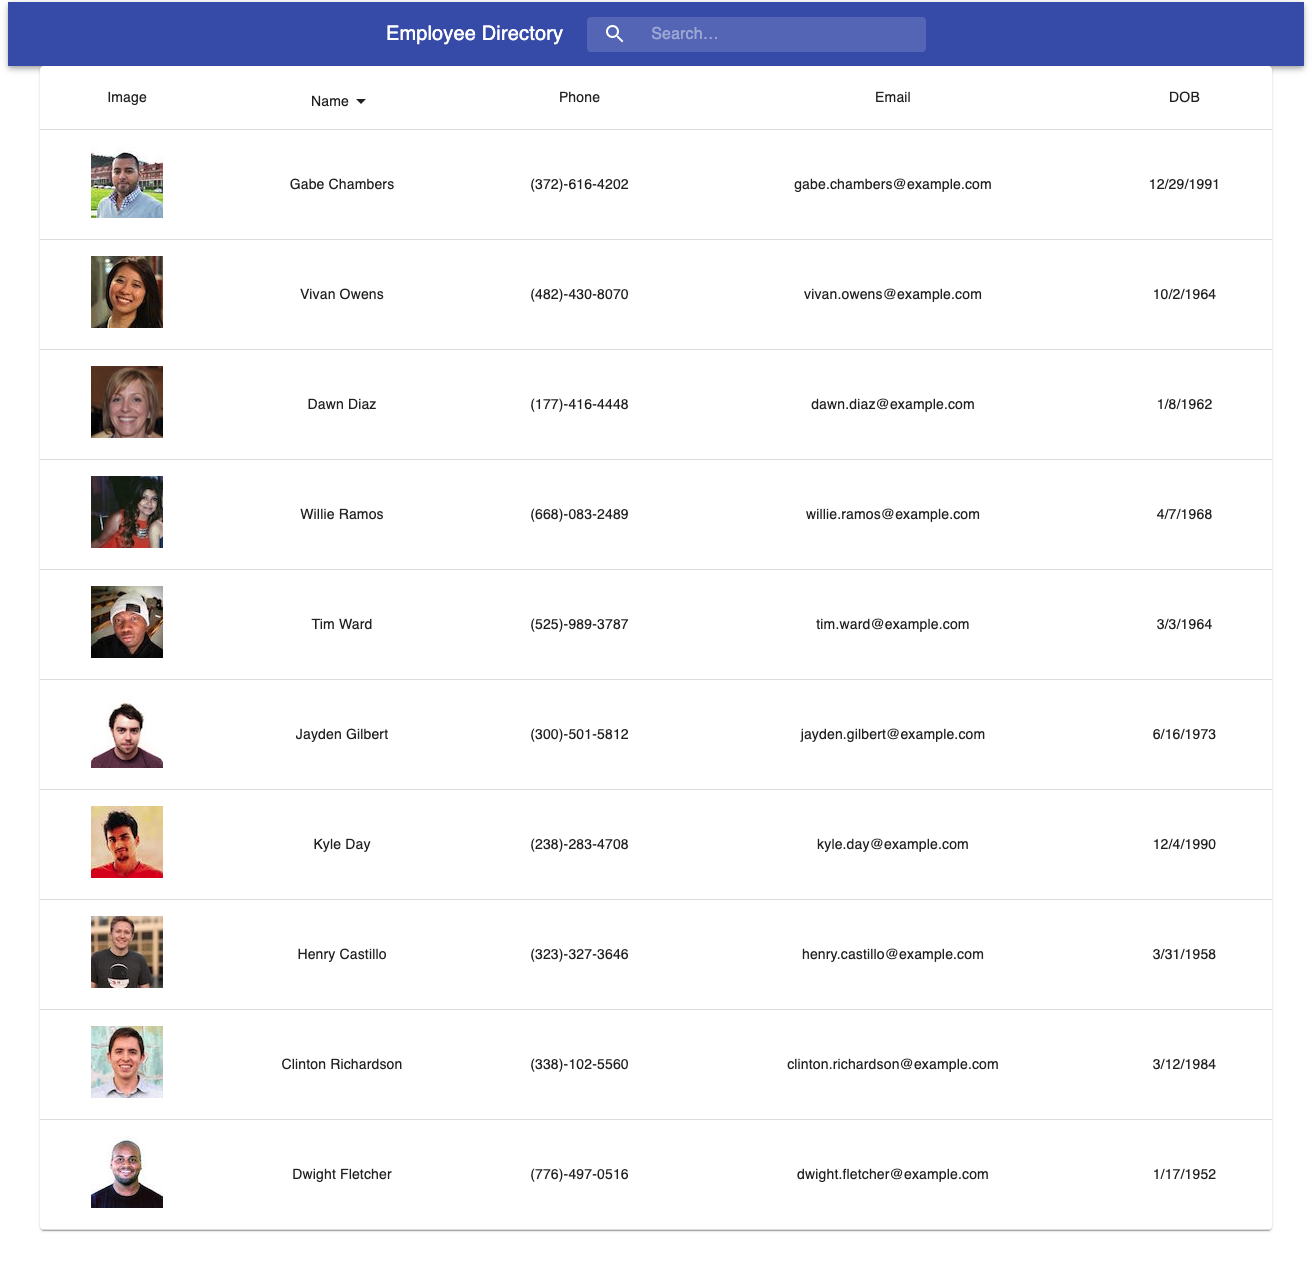 Employee Directory Search...
Image Name Phone Email DOB
Gabe Chambers (372)-616-4202 gabe.chambers@example.com 12/29/1991
Vivan Owens (482)-430-8070 vivan.owens@example.com 10/2/1964
Dawn Diaz (177)-416-4448 dawn.diaz@example.com 1/8/1962
Willie Ramos (668)-083-2489 willie.ramos@example.com 4/7/1968
Tim Ward (525)-989-3787 tim.ward@example.com 3/3/1964
Jayden Gilbert (300)-501-5812 jayden.gilbert@example.com 6/16/1973
Kyle Day (238)-283-4708 kyle.day@example.com 12/4/1990
Henry Castillo (323)-327-3646 henry.castillo@example.com 3/31/1958
Clinton Richardson (338)-102-5560 clinton.richardson@example.com 3/12/1984
Dwight Fletcher (776)-497-0516 dwight.fletcher@example.com 1/17/1952